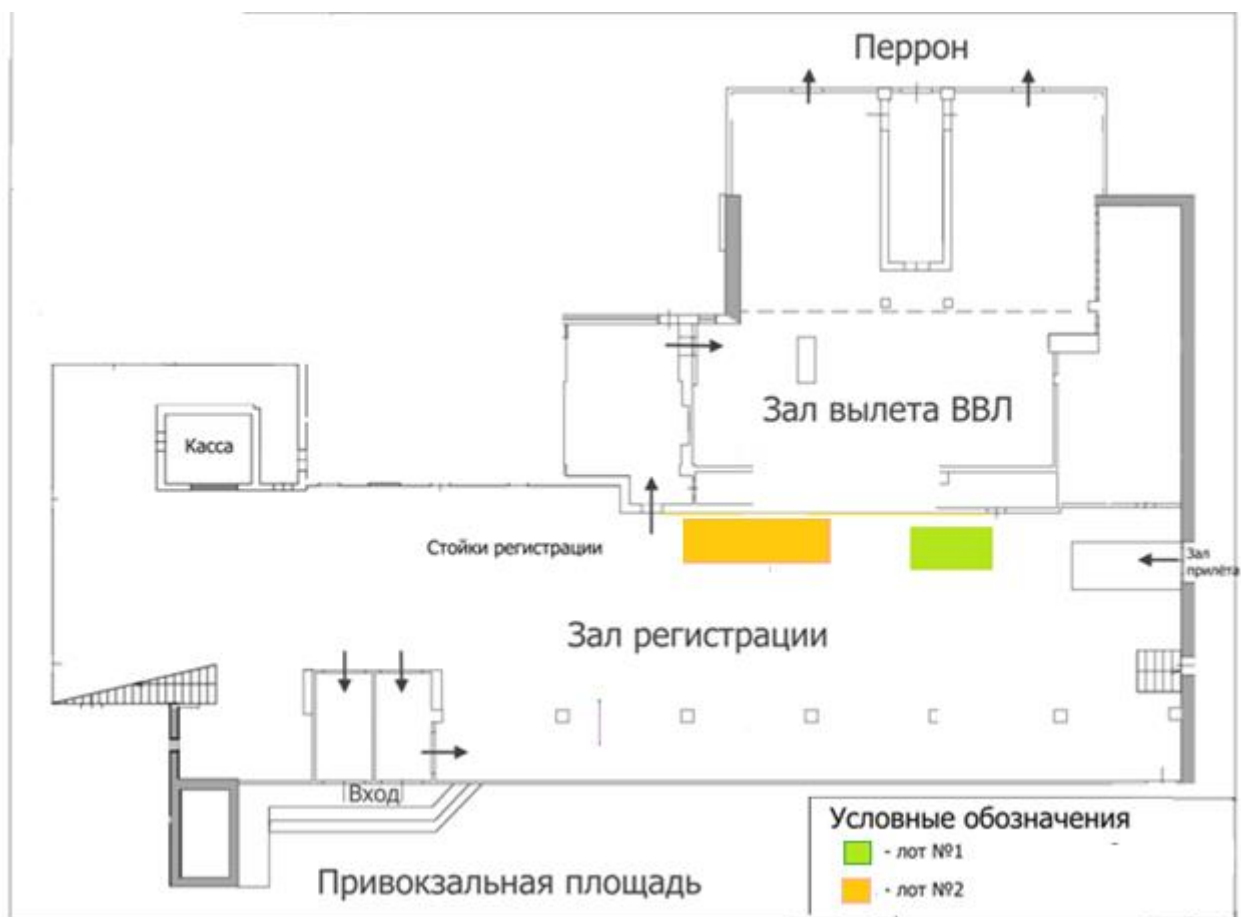 Перрон
Зал вылета ВВЛ
Касса
Стойки регистрации
Зал
прилёта
Зал регистрации
Вход
Привокзальная площадь
Условные обозначения
- лот №1
- лот №2